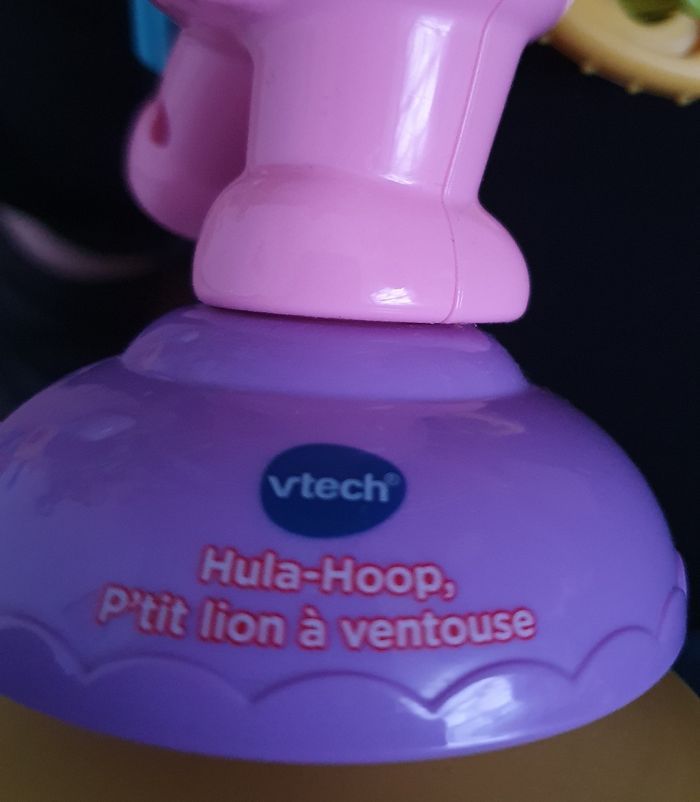 vtech®
Hula-Hoop,
P'tit lion à ventouse